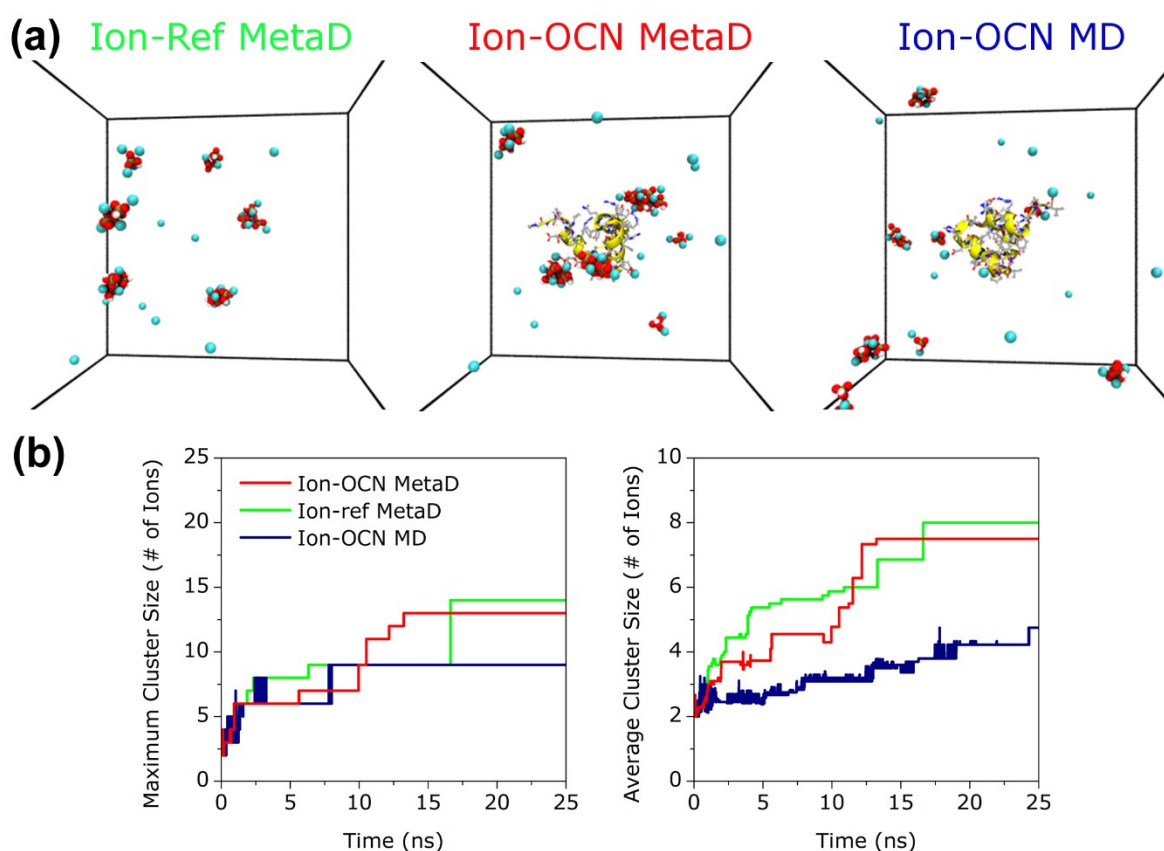 (a) Ion-Ref MetaD Ion-OCN MetaD Ion-OCN MD
(b)
Maximum Cluster Size (# of Ions)
25
20
15
10
5
0
Ion-OCN MetaD
Ion-ref MetaD
Ion-OCN MD
0 5 10 15 20 25
Time (ns)
Average Cluster Size (# of Ions)
10
8
6
4
2
0
0 5 10 15 20 25
Time (ns)